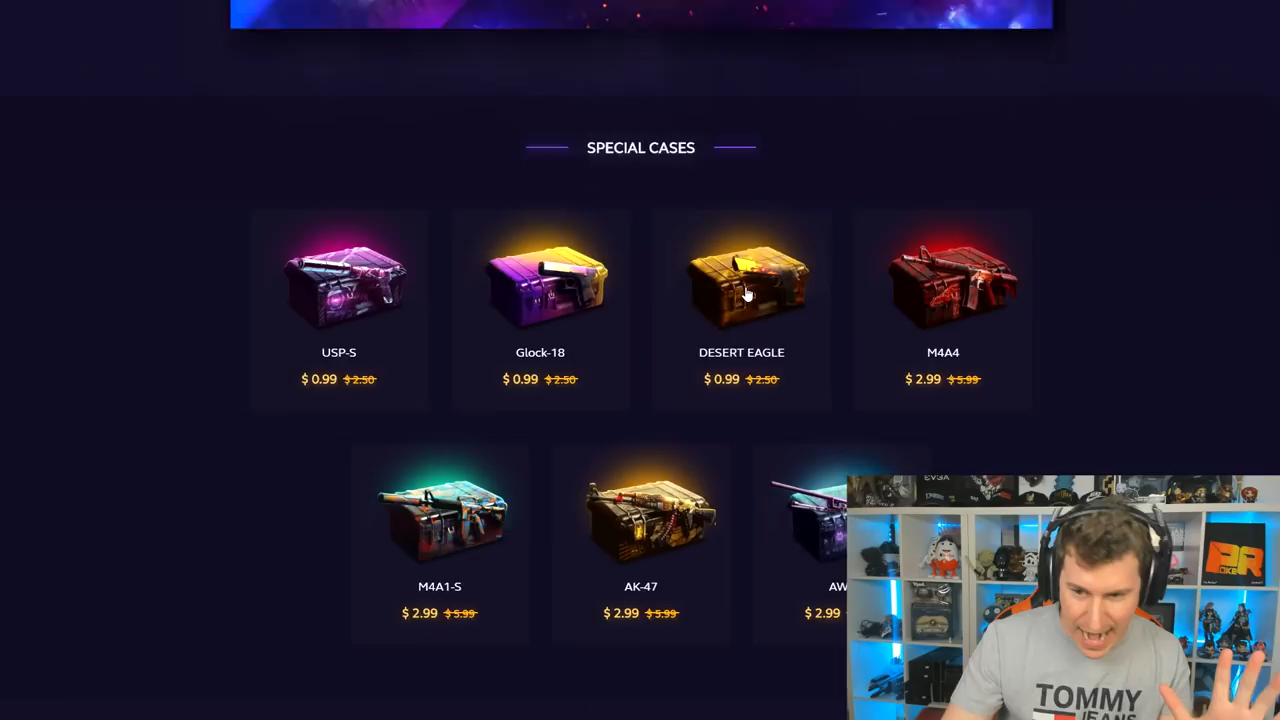 SPECIAL CASES
USP-S
$ 0.99 $ 2.50
Glock-18
$ 0.99 $ 2.50
DESERT EAGLE
$ 0.99 $ 2.50
M4A4
$ 2.99 $ 5.99
M4A1-S
$ 2.99 $ 5.99
AK-47
$ 2.99 $ 5.99
AW
$ 2.99
EVGA
TOMMY
JEANS